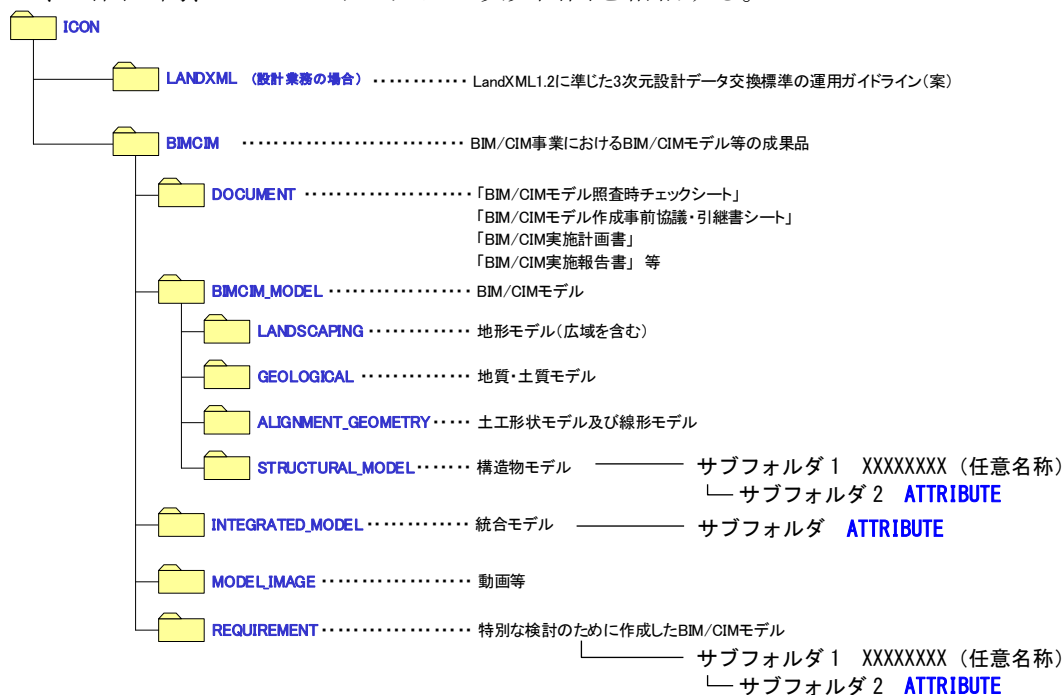 ICON
LANDXML (設計業務の場合) ············ LandXML1.2に準じた3次元設計データ交換標準の運用ガイドライン(案)
BIMCIM ··························· BIM/CIM事業におけるBIM/CIMモデル等の成果品
DOCUMENT ····················· 「BIM/CIMモデル照査時チェックシート」
「BIM/CIMモデル作成事前協議・引継書シート」
「BIM/CIM実施計画書」
「BIM/CIM実施報告書」 等
BIMCIM_MODEL ·················· BIM/CIMモデル
LANDSCAPING ············· 地形モデル(広域を含む)
GEOLOGICAL ·············· 地質・土質モデル
ALIGNMENT_GEOMETRY ····· 土工形状モデル及び線形モデル
STRUCTURAL_MODEL ······· 構造物モデル サブフォルダ1 XXXXXXXX (任意名称)
サブフォルダ2 ATTRIBUTE
INTEGRATED_MODEL ············· 統合モデル サブフォルダ ATTRIBUTE
MODEL_IMAGE ··················· 動画等
REQUIREMENT ··················· 特別な検討のために作成したBIM/CIMモデル
サブフォルダ1 XXXXXXXX (任意名称)
サブフォルダ2 ATTRIBUTE